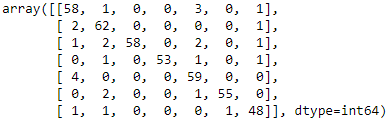 array([[58, 1, 0, 0, 3, 0, 1],
[ 2, 62, 0, 0, 0, 0, 1],
[ 1, 2, 58, 0, 2, 0, 1],
[ 0, 1, 0, 53, 1, 0, 1],
[ 4, 0, 0, 0, 59, 0, 0],
[ 0, 2, 0, 0, 1, 55, 0],
[ 1, 1, 0, 0, 0, 1, 48]], dtype=int64)